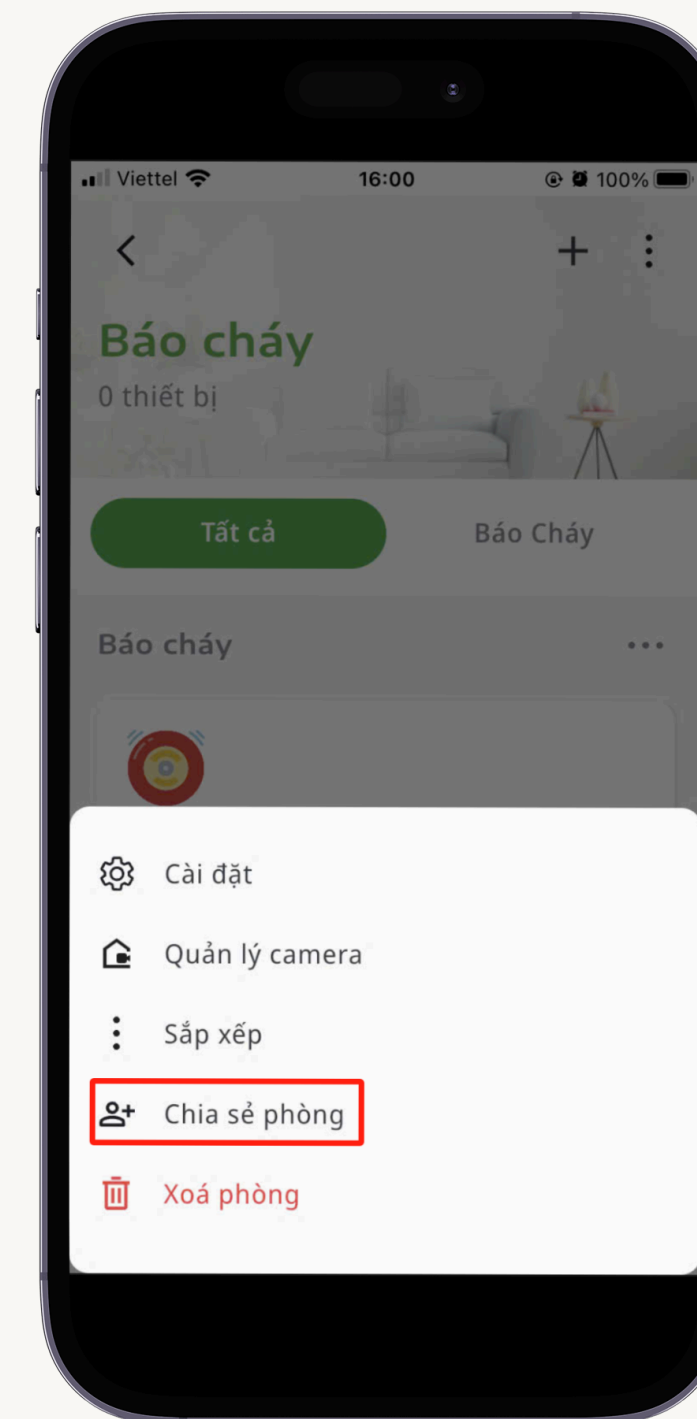 Viettel 16:00 100%
Báo cháy
0 thiết bị
Tất cả Báo Cháy
Báo cháy
Cài đặt
Quản lý camera
Sắp xếp
Chia sẻ phòng
Xoá phòng